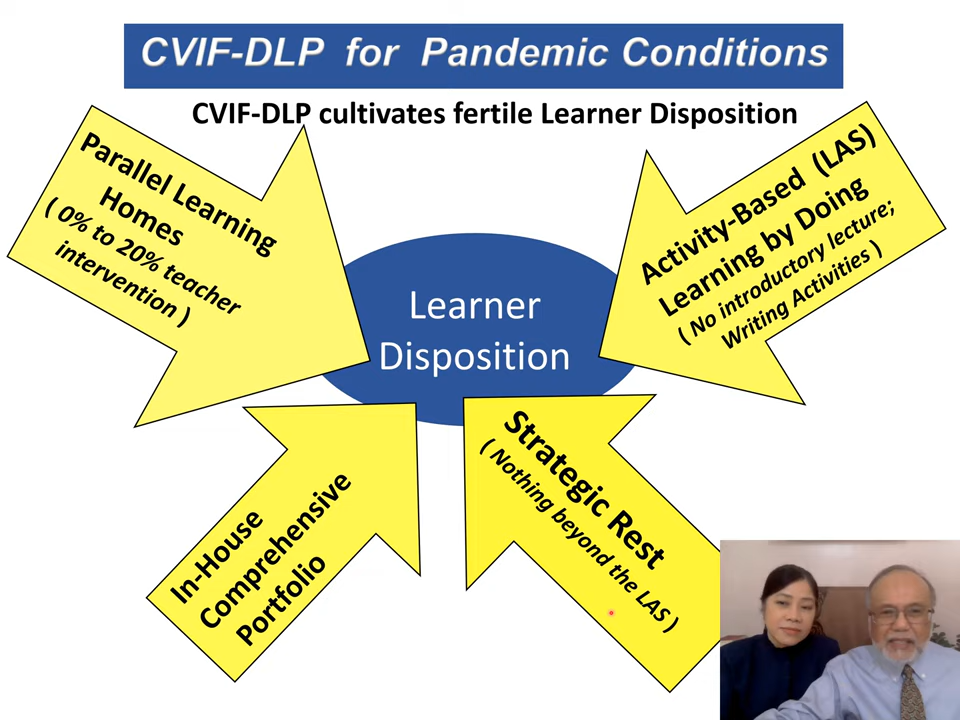 CVIF-DLP for Pandemic Conditions
CVIF-DLP cultivates fertile Learner Disposition
Parallel Learning
Homes
( 0% to 20% teacher
intervention )
Activity-Based (LAS)
Learning by Doing
( No introductory lecture;
Writing Activities )
Learner
Disposition
In-House
Comprehensive
Portfolio
Strategic Rest
( Nothing beyond the LAS )